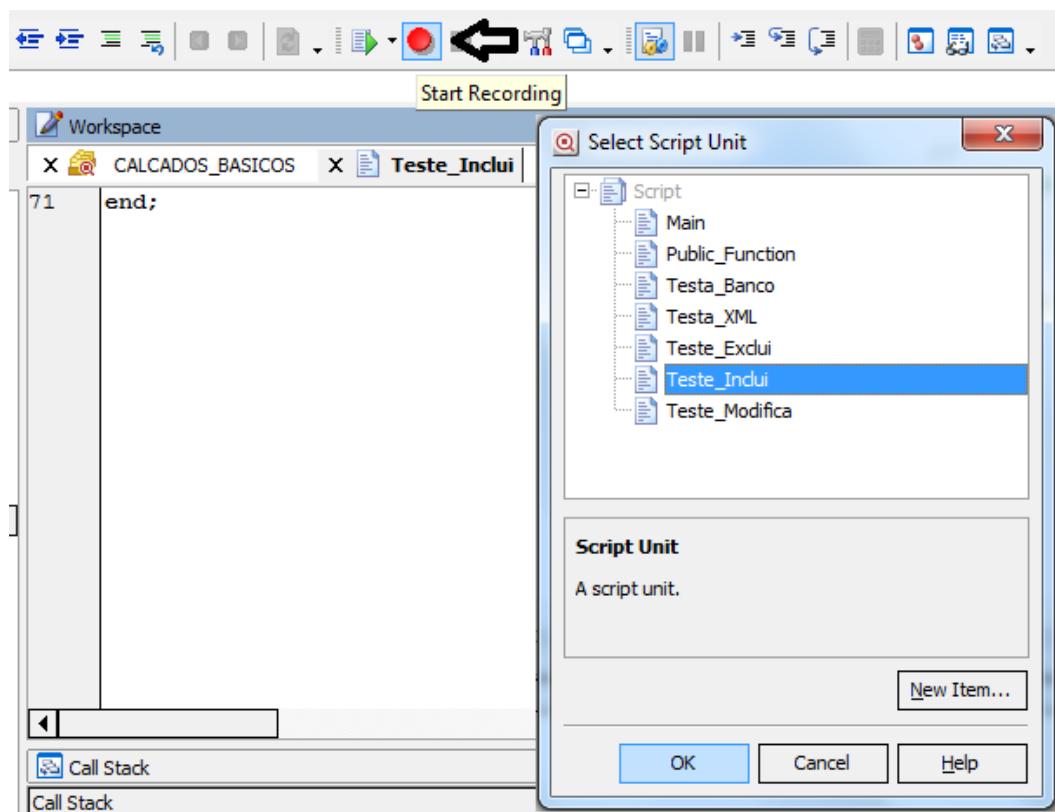 Start Recording
Workspace
CALCADOS_BASICOS
Teste_Inclui
71 end;
Call Stack
Call Stack
Select Script Unit
Script
Main
Public_Function
Testa_Banco
Testa_XML
Teste_Exclui
Teste_Inclui
Teste_Modifica
Script Unit
A script unit.
New Item...
OK Cancel Help